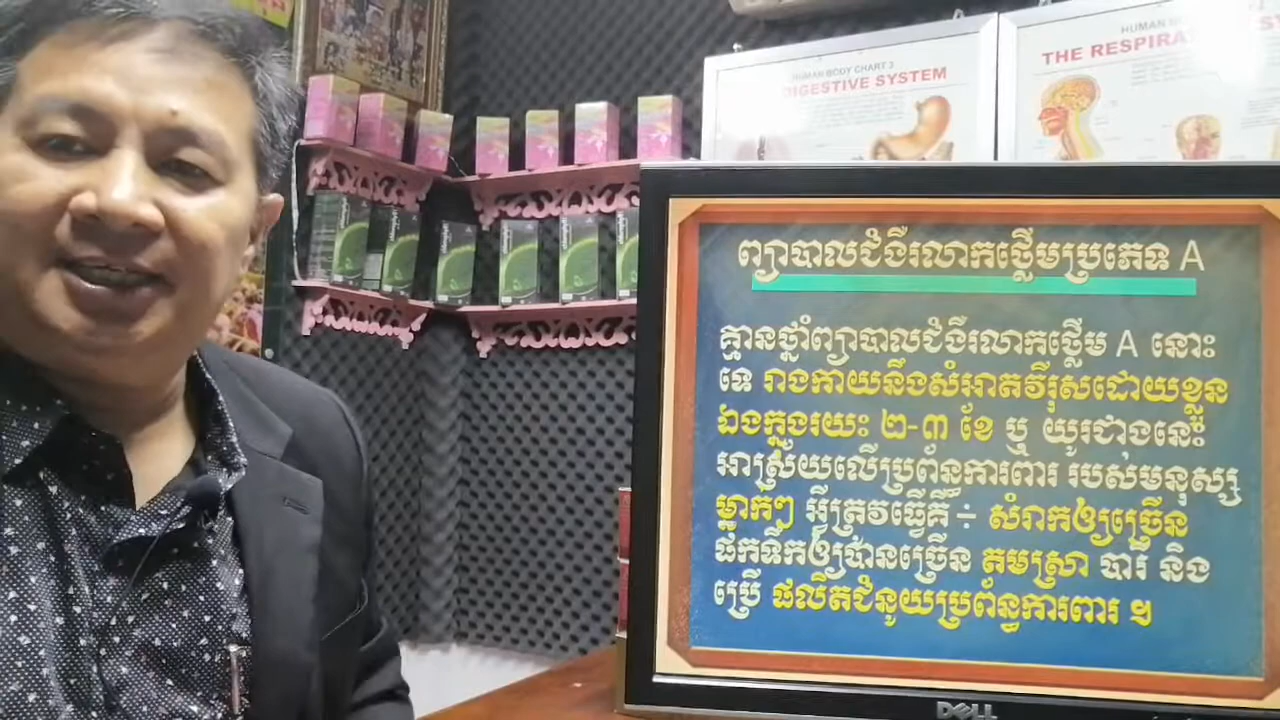 HUMAN BODY CHART 3
DIGESTIVE SYSTEM
HUMAN
THE RESPIRA
ព្យាបាលជំងឺរលាកថ្លើមប្រភេទ A
គ្មានថ្នាំព្យាបាលជំងឺរលាកថ្លើម A នោះ
ទេ រាងកាយនឹងសំអាតវីរុសដោយខ្លួន
ឯងក្នុងរយះ ២-៣ ខែ ឬ យូរជាងនេះ
អាស្រ័យលើប្រព័ន្ធការពារ របស់មនុស្ស
ម្នាក់ៗ អ្វីត្រូវធ្វើគឺ ÷ សំរាកឲ្យច្រើន
ផឹកទឹកឲ្យបានច្រើន តមស្រា បារី និង
ប្រើ ផលិតជំនួយប្រព័ន្ធការពារ ។
DELL